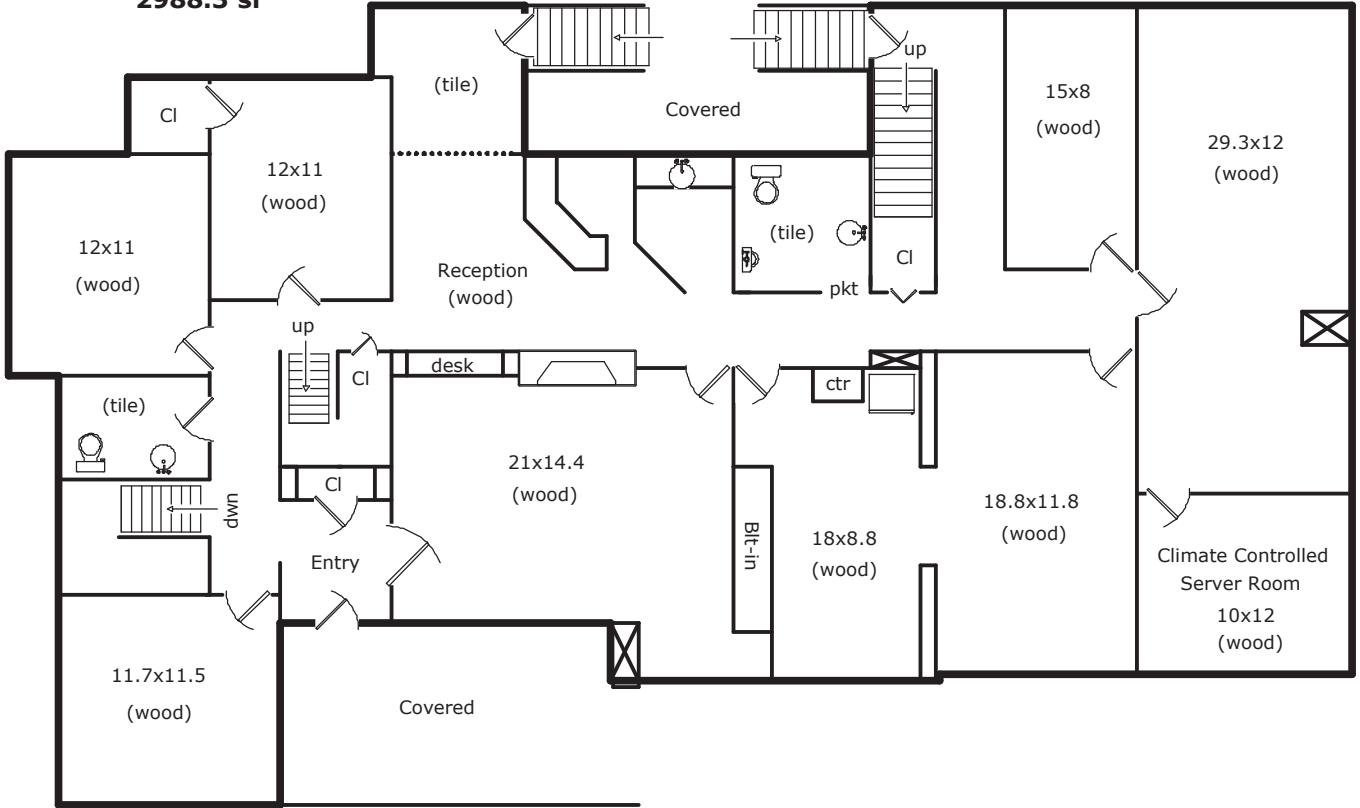 2988.3 sf
(tile)
up
Cl
Covered
15x8
(wood)
29.3x12
(wood)
12x11
(wood)
12x11
(wood)
(tile)
Reception
(wood)
Cl
pkt
up
Cl
desk
ctr
(tile)
21x14.4
(wood)
Cl
dwn
Blt-in
18x8.8
(wood)
18.8x11.8
(wood)
Entry
Climate Controlled
Server Room
10x12
(wood)
11.7x11.5
(wood)
Covered